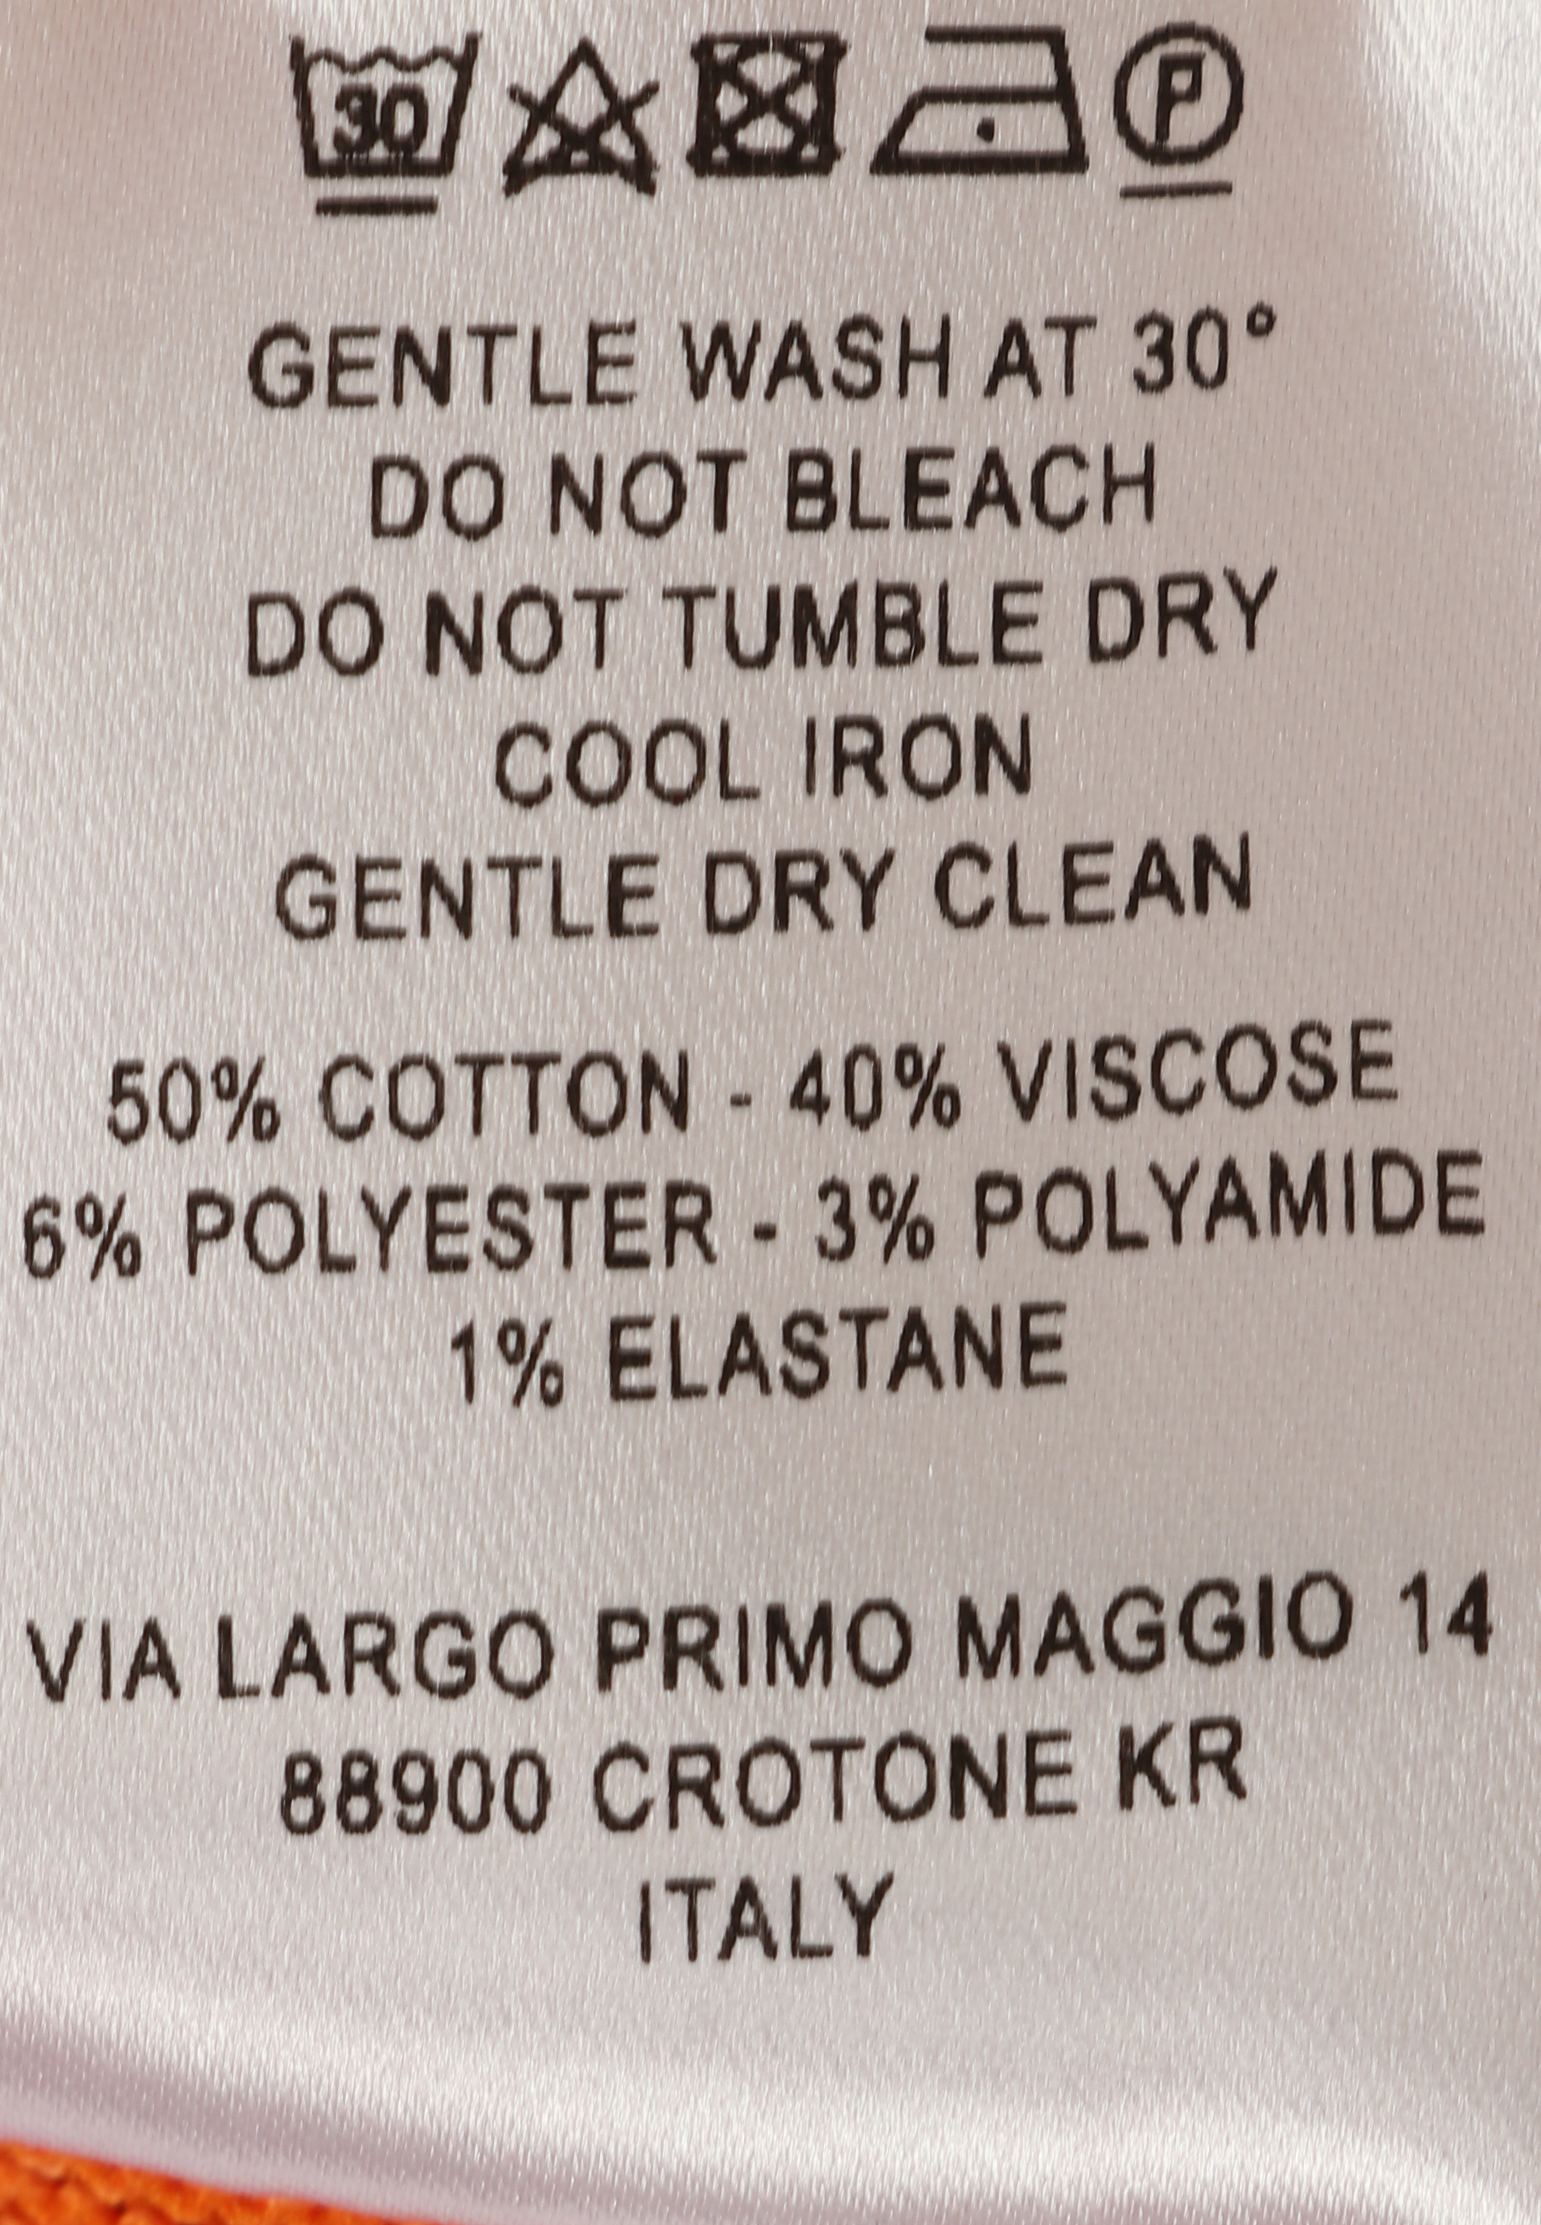 30 P
GENTLE WASH AT 30°
DO NOT BLEACH
DO NOT TUMBLE DRY
COOL IRON
GENTLE DRY CLEAN
50% COTTON - 40% VISCOSE
6% POLYESTER - 3% POLYAMIDE
1% ELASTANE
VIA LARGO PRIMO MAGGIO 14
88900 CROTONE KR
ITALY